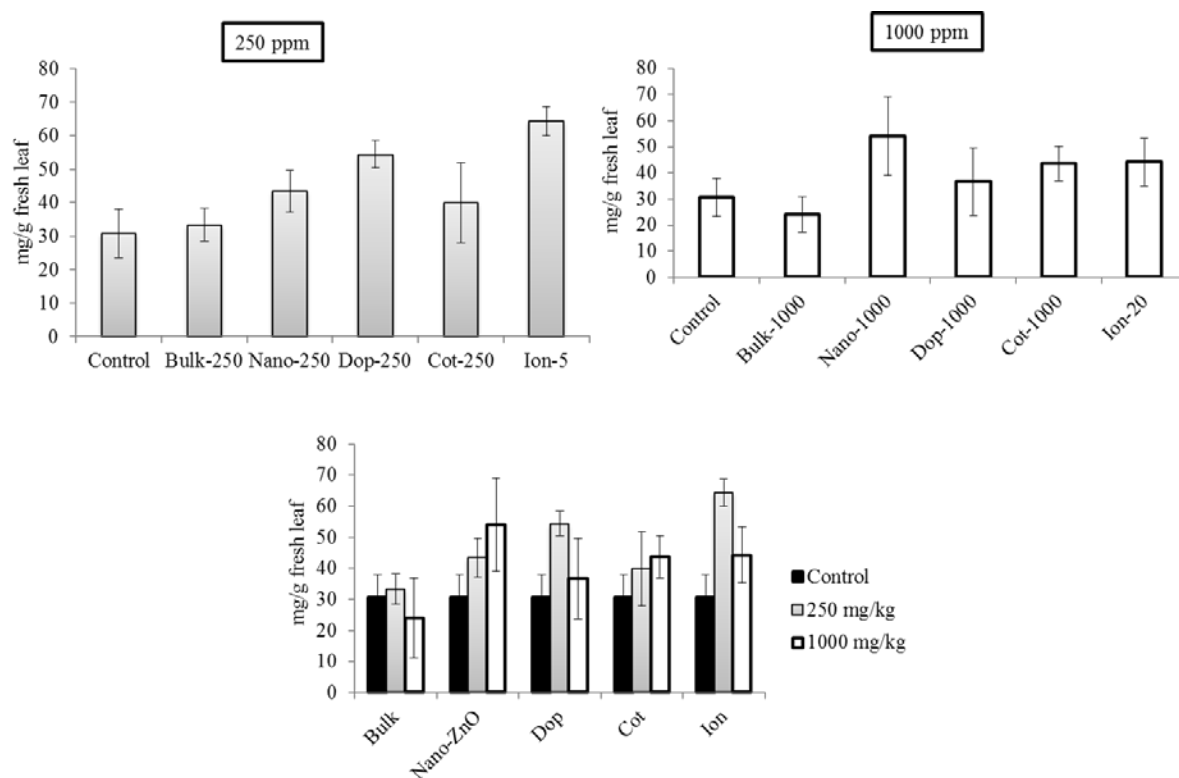 250 ppm
80
70
60
50
40
30
20
10
0
mg/g fresh leaf
Control Bulk-250 Nano-250 Dop-250 Cot-250 Ion-5
1000 ppm
80
70
60
50
40
30
20
10
0
mg/g fresh leaf
Control
Bulk-1000
Nano-1000
Dop-1000
Cot-1000
Ion-20
80
70
60
50
40
30
20
10
0
mg/g fresh leaf
Bulk
Nano-ZnO
Dop
Cot
Ion
Control
250 mg/kg
1000 mg/kg